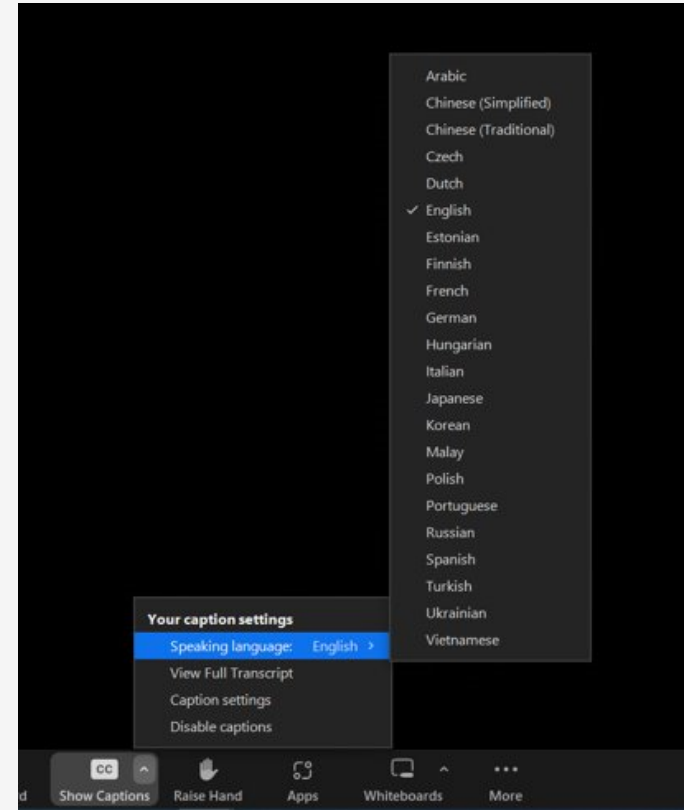 Arabic
Chinese (Simplified)
Chinese (Traditional)
Czech
Dutch
✓ English
Estonian
Finnish
French
German
Hungarian
Italian
Japanese
Korean
Malay
Polish
Portuguese
Russian
Spanish
Turkish
Ukrainian
Vietnamese
Your caption settings
Speaking language: English >
View Full Transcript
Caption settings
Disable captions
CC
d Show Captions Raise Hand Apps Whiteboards More